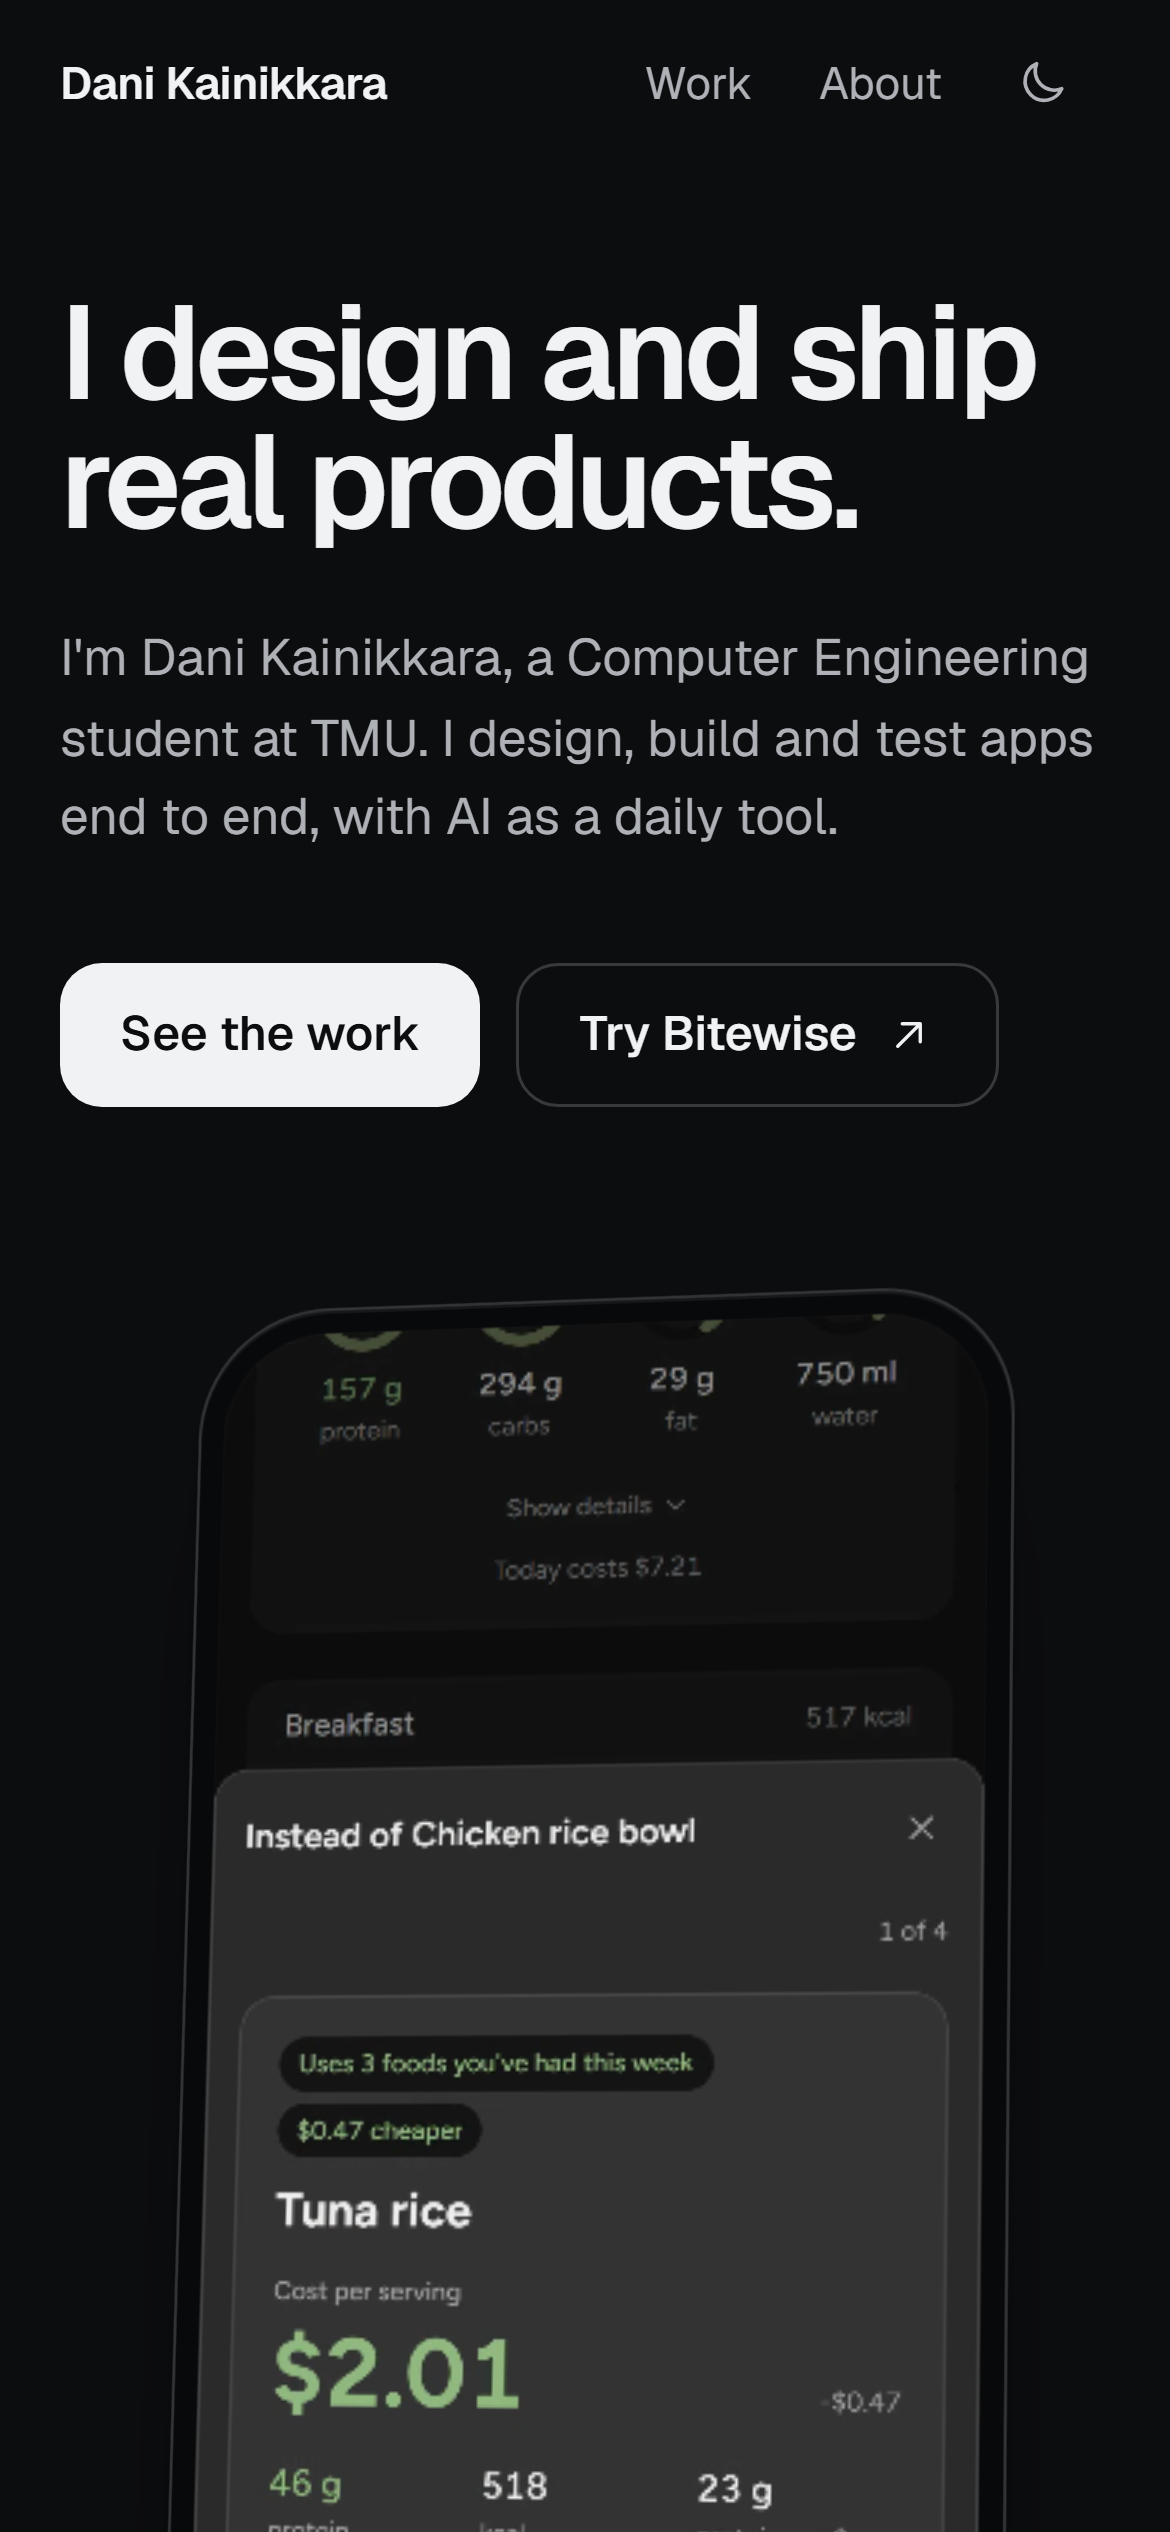 Dani Kainikkara
Work
About
I design and ship
real products.
I'm Dani Kainikkara, a Computer Engineering
student at TMU. I design, build and test apps
end to end, with AI as a daily tool.
See the work
Try Bitewise
157 g
294 g
29 g
750 ml
protein
carbs
fat
water
Show details
Today costs $7.21
Breakfast
517 kcal
Instead of Chicken rice bowl
1 of 4
Uses 3 foods you've had this week
$0.47 cheaper
Tuna rice
Cost per serving
$2.01
-$0.47
46 g
518
23 g
protein
kcal